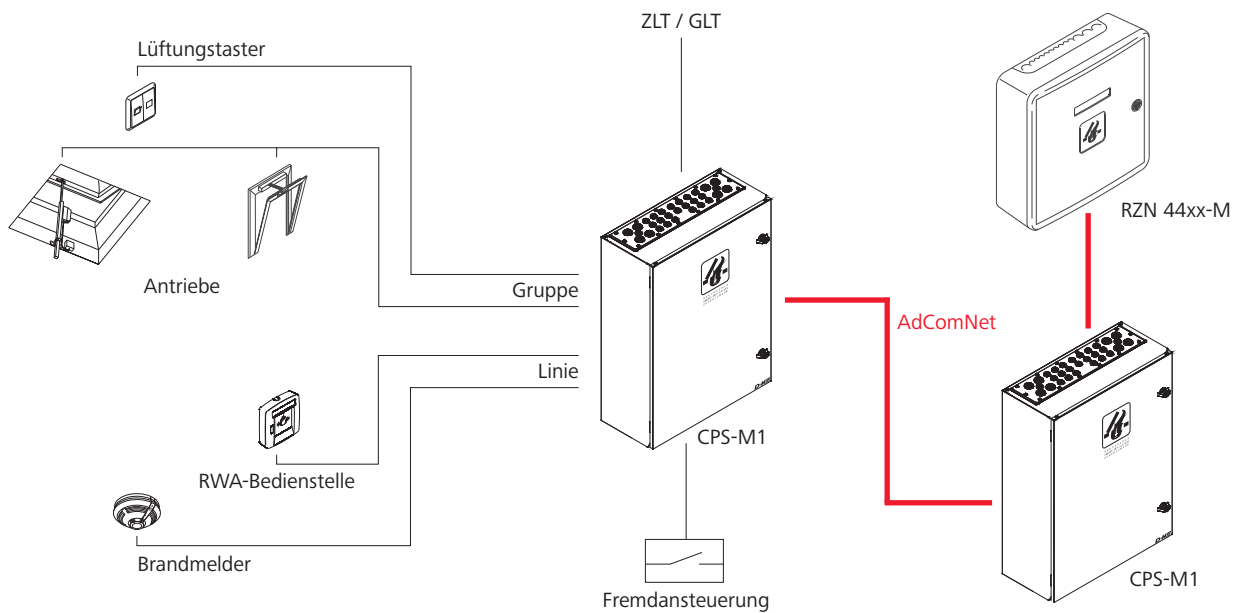 ZLT / GLT
Lüftungstaster
RZN 44xx-M
Antriebe
Gruppe
AdComNet
Linie
CPS-M1
RWA-Bedienstelle
Brandmelder
CPS-M1
Fremdansteuerung